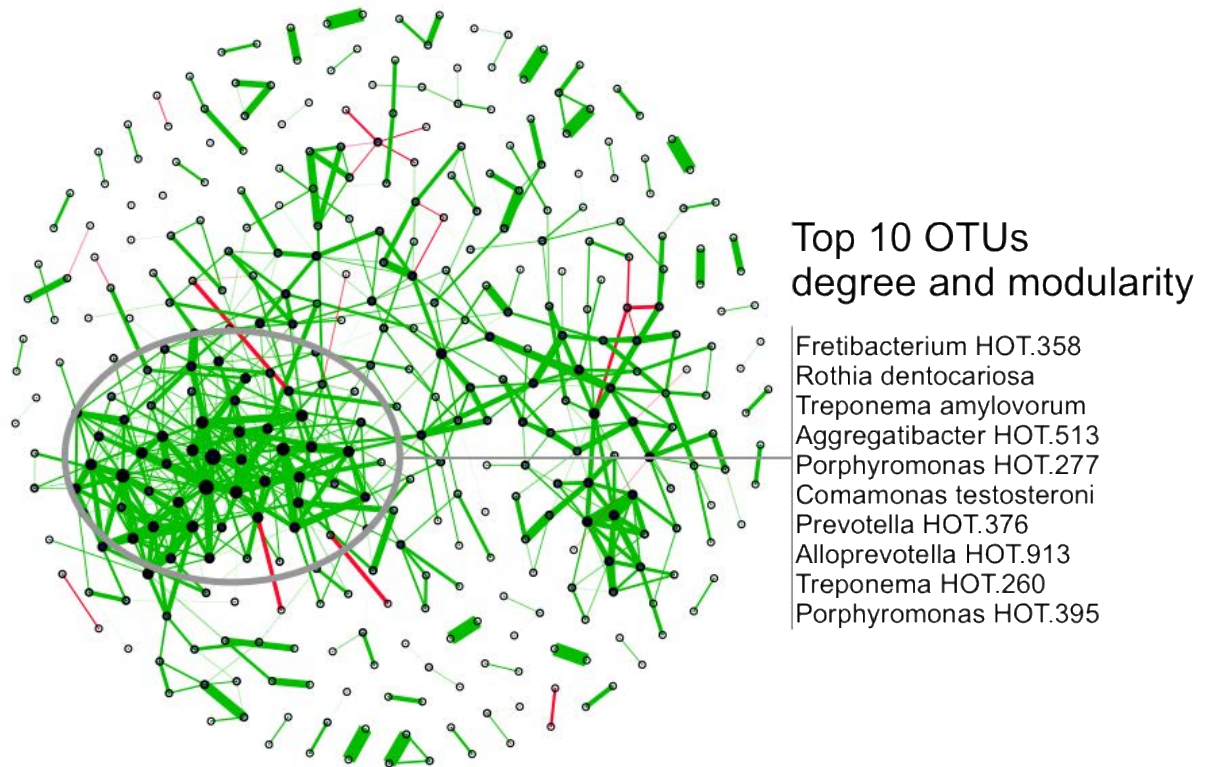 Top 10 OTUs
degree and modularity
Fretibacterium HOT.358
Rothia dentocariosa
Treponema amylovorum
Aggregatibacter HOT.513
Porphyromonas HOT.277
Comamonas testosteroni
Prevotella HOT.376
Alloprevotella HOT.913
Treponema HOT.260
Porphyromonas HOT.395